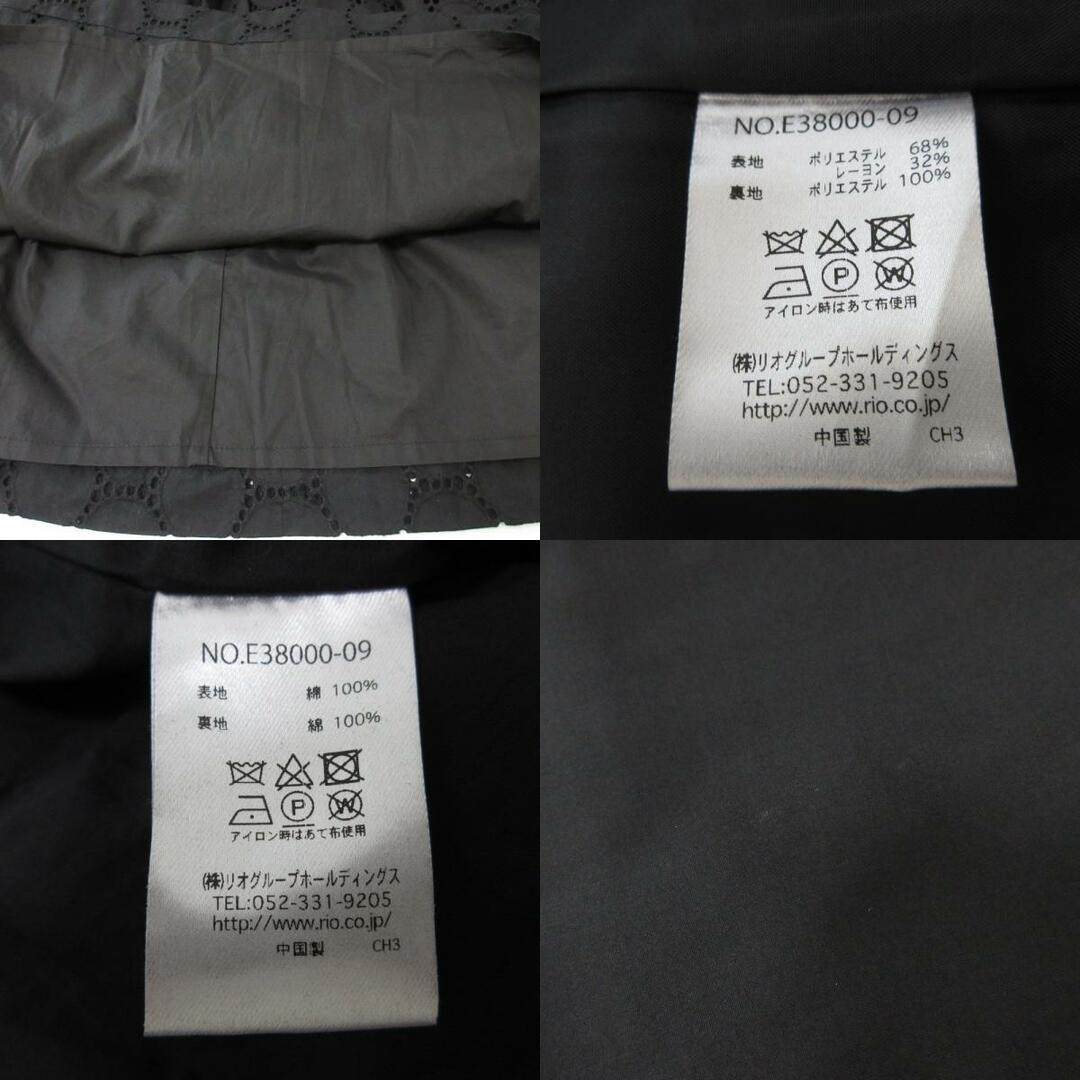 NO.E38000-09
表地 ポリエステル 68%
レーヨン 32%
裏地 ポリエステル 100%
P W
アイロン時はあて布使用
(株)リオグループホールディングス
TEL:052-331-9205
http://www.rio.co.jp/
中国製 CH3
NO.E38000-09
表地 綿 100%
裏地 綿 100%
P W
アイロン時はあて布使用
(株)リオグループホールディングス
TEL:052-331-9205
http://www.rio.co.jp/
中国製 CH3